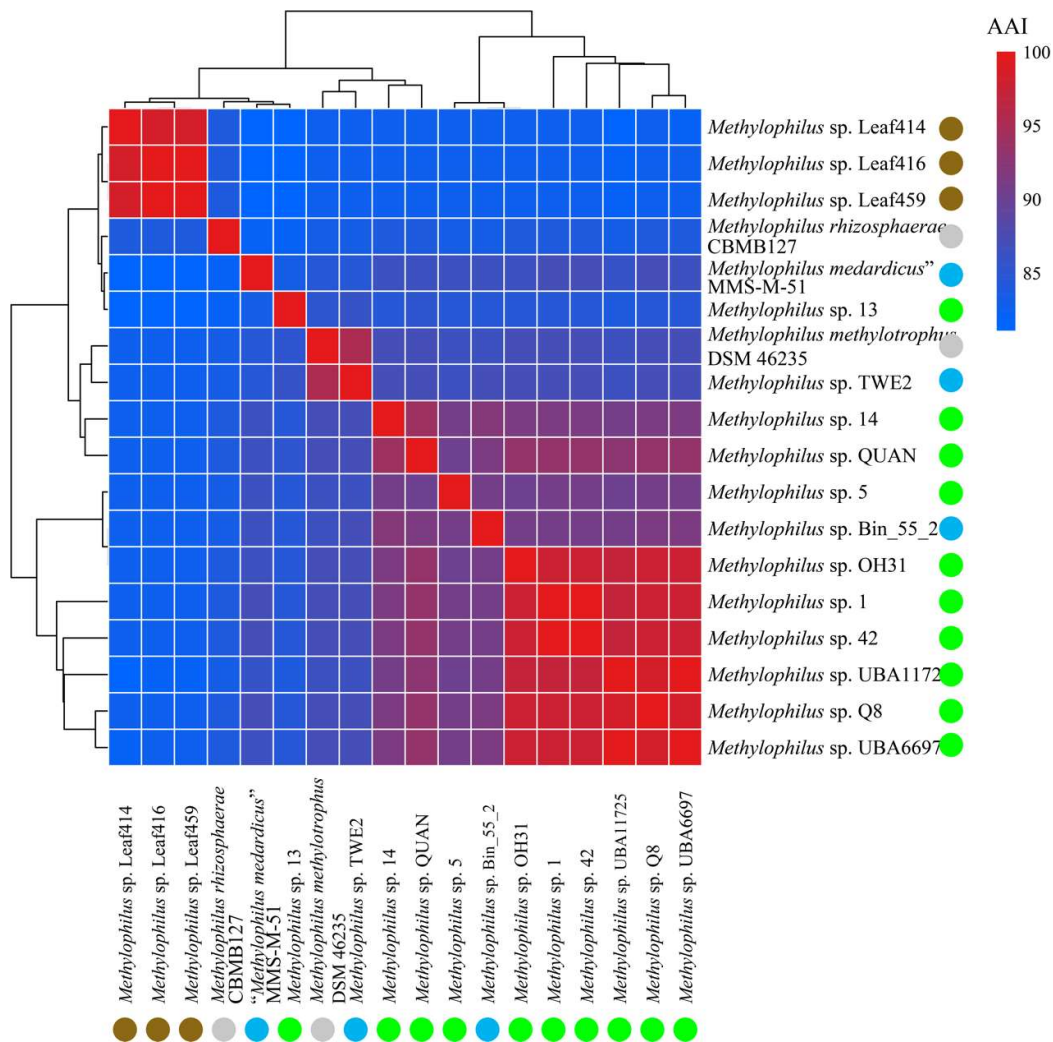 AAI
100
95
90
85
Methylophilus sp. Leaf414
Methylophilus sp. Leaf416
Methylophilus sp. Leaf459
Methylophilus rhizosphaerae
CBMB127
Methylophilus medardicus”
MMS-M-51
Methylophilus sp. 13
Methylophilus methylotrophus
DSM 46235
Methylophilus sp. TWE2
Methylophilus sp. 14
Methylophilus sp. QUAN
Methylophilus sp. 5
Methylophilus sp. Bin_55_2
Methylophilus sp. OH31
Methylophilus sp. 1
Methylophilus sp. 42
Methylophilus sp. UBA1172
Methylophilus sp. Q8
Methylophilus sp. UBA6697
Methylophilus sp. Leaf414
Methylophilus sp. Leaf416
Methylophilus sp. Leaf459
Methylophilus rhizosphaerae
CBMB127
“Methylophilus medardicus”
MMS-M-51
Methylophilus sp. 13
Methylophilus methylotrophus
DSM 46235
Methylophilus sp. TWE2
Methylophilus sp. 14
Methylophilus sp. QUAN
Methylophilus sp. 5
Methylophilus sp. Bin_55_2
Methylophilus sp. OH31
Methylophilus sp. 1
Methylophilus sp. 42
Methylophilus sp. UBA11725
Methylophilus sp. Q8
Methylophilus sp. UBA6697